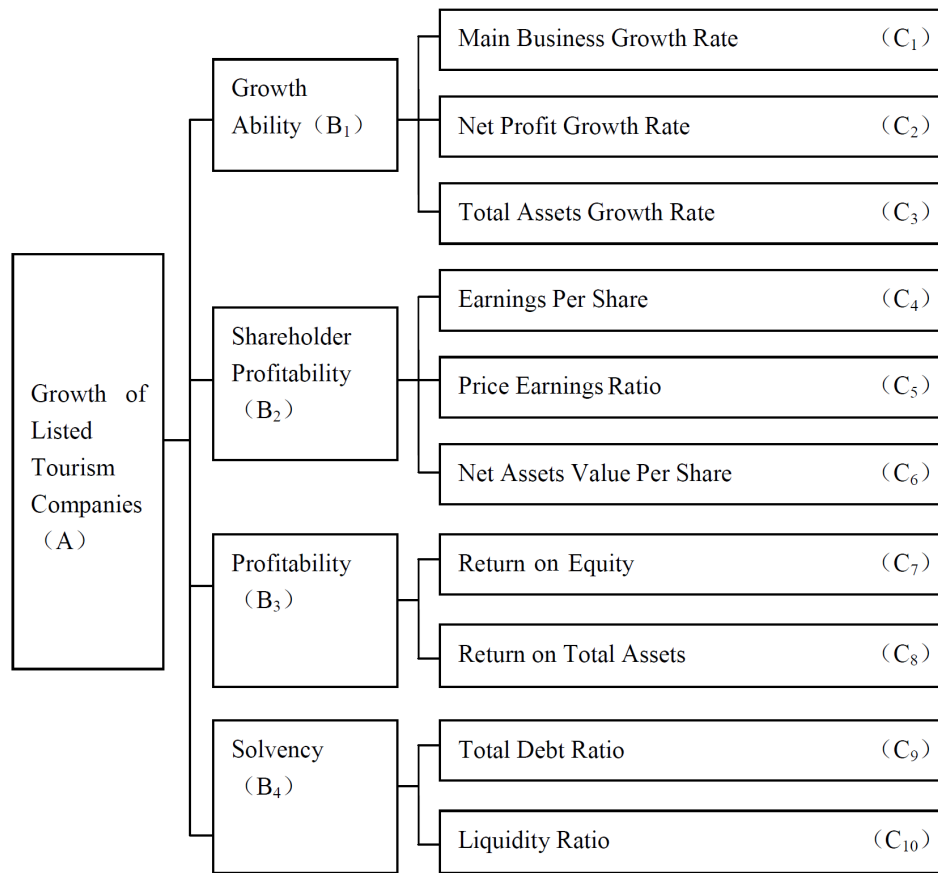 Growth of
Listed
Tourism
Companies
（A）
Growth
Ability（B₁）
Shareholder
Profitability
（B₂）
Profitability
（B₃）
Solvency
（B₄）
Main Business Growth Rate （C₁）
Net Profit Growth Rate （C₂）
Total Assets Growth Rate （C₃）
Earnings Per Share （C₄）
Price Earnings Ratio （C₅）
Net Assets Value Per Share （C₆）
Return on Equity （C₇）
Return on Total Assets （C₈）
Total Debt Ratio （C₉）
Liquidity Ratio （C₁₀）